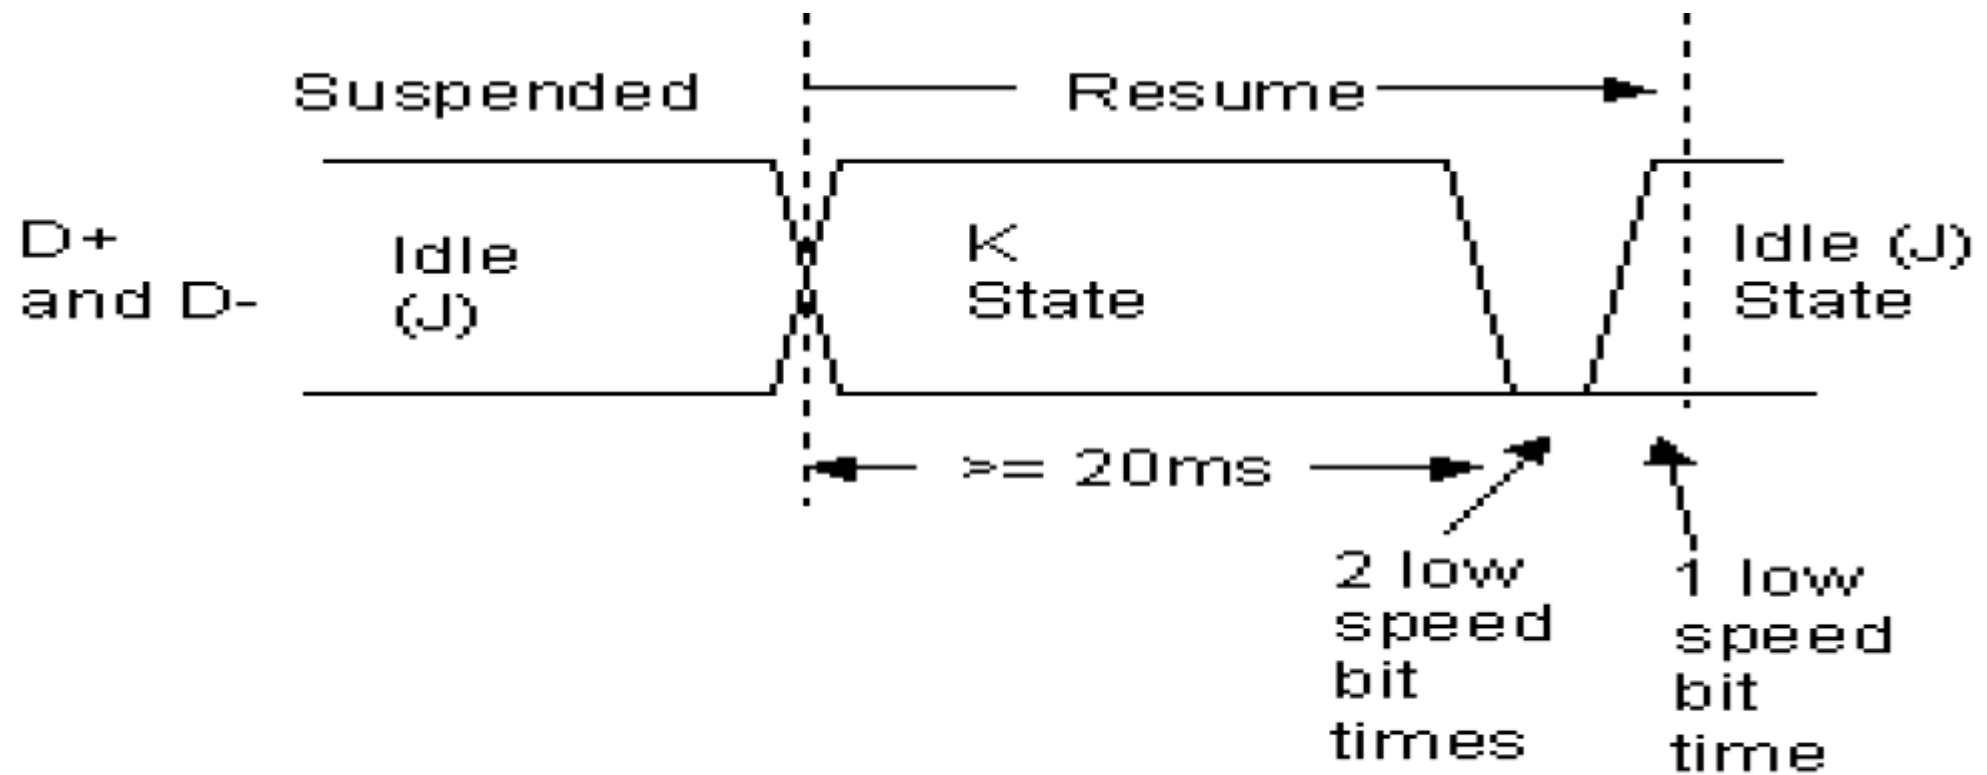 Suspended
Resume
D+
and D-
Idle
(J)
K
State
Idle (J)
State
>= 20ms
2 low
speed
bit
times
1 low
speed
bit
time